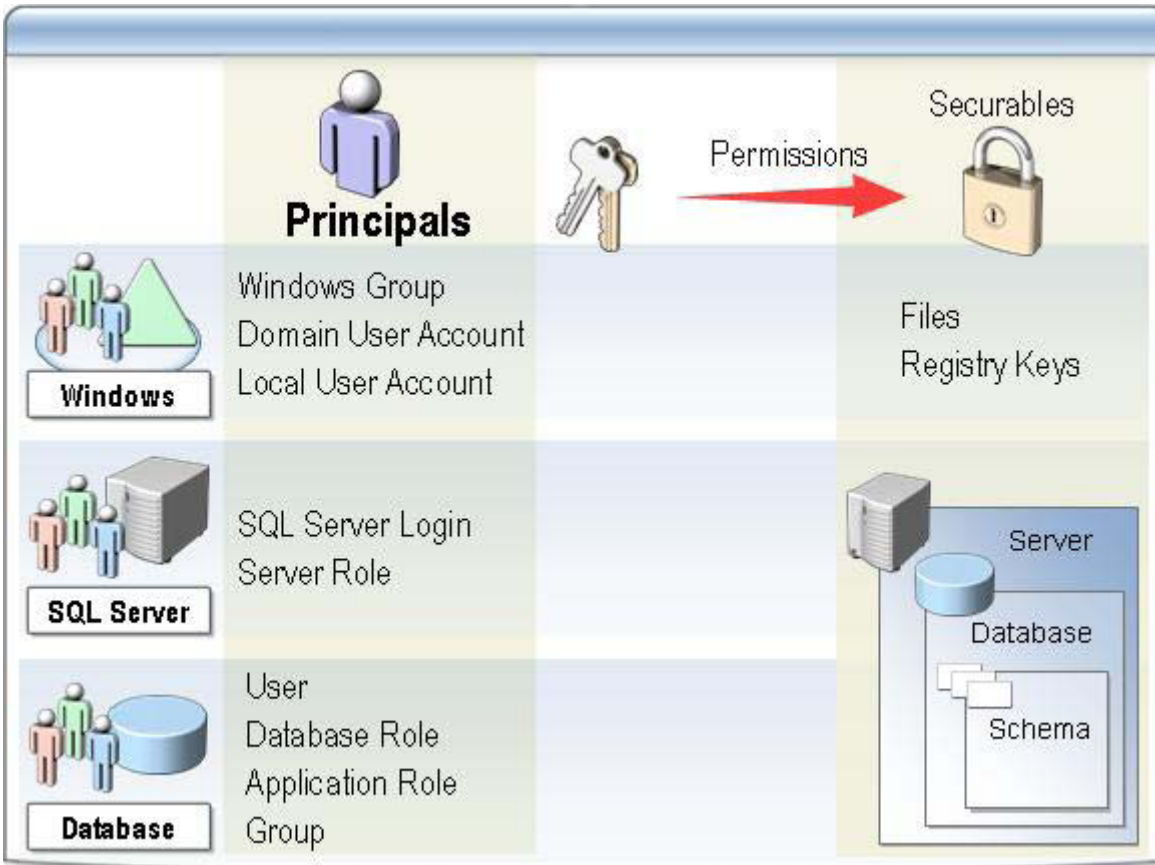 Securables
Permissions
Principals
Windows Group
Domain User Account
Local User Account
Files
Registry Keys
Windows
SQL Server Login
Server Role
Server
SQL Server
Database
Schema
User
Database Role
Application Role
Group
Database